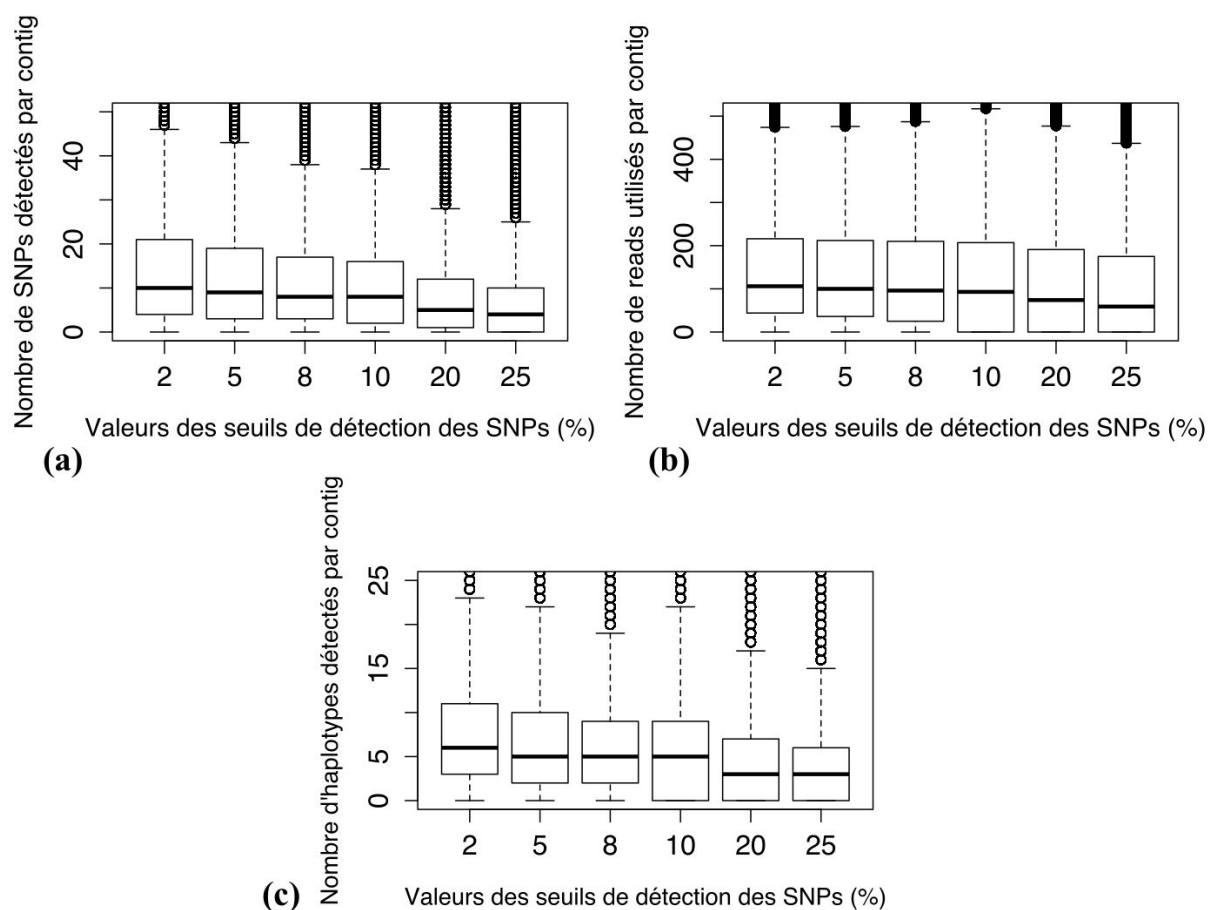 Nombre de SNPs détectés par contig
40
20
0
2 5 8 10 20 25
Valeurs des seuils de détection des SNPs (%)
(a)
Nombre de reads utilisés par contig
400
200
0
2 5 8 10 20 25
Valeurs des seuils de détection des SNPs (%)
(b)
Nombre d'haplotypes détectés par contig
25
15
5
0
2 5 8 10 20 25
Valeurs des seuils de détection des SNPs (%)
(c)